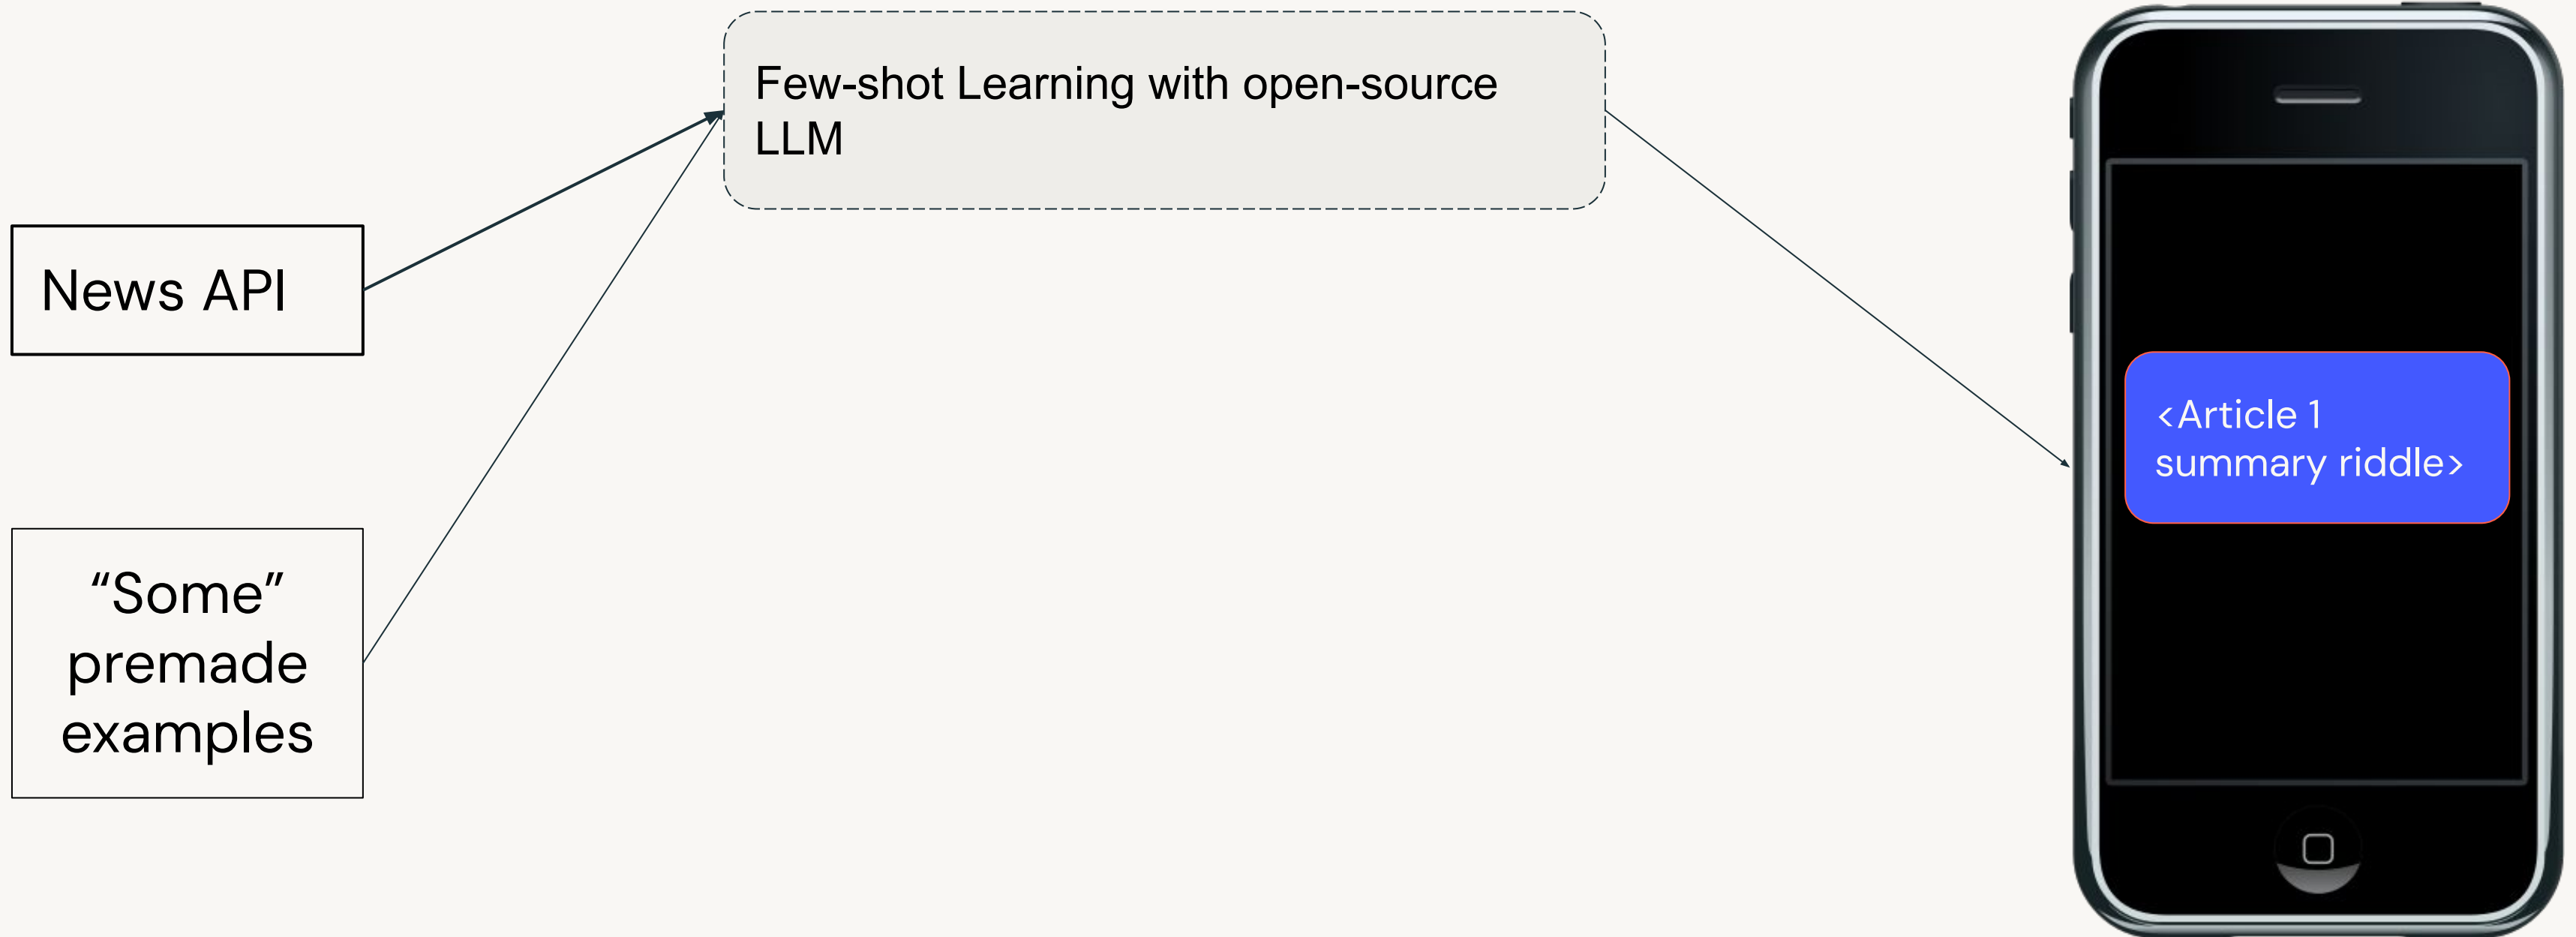 Few-shot Learning with open-source
LLM
News API
“Some”
premade
examples
<Article 1
summary riddle>